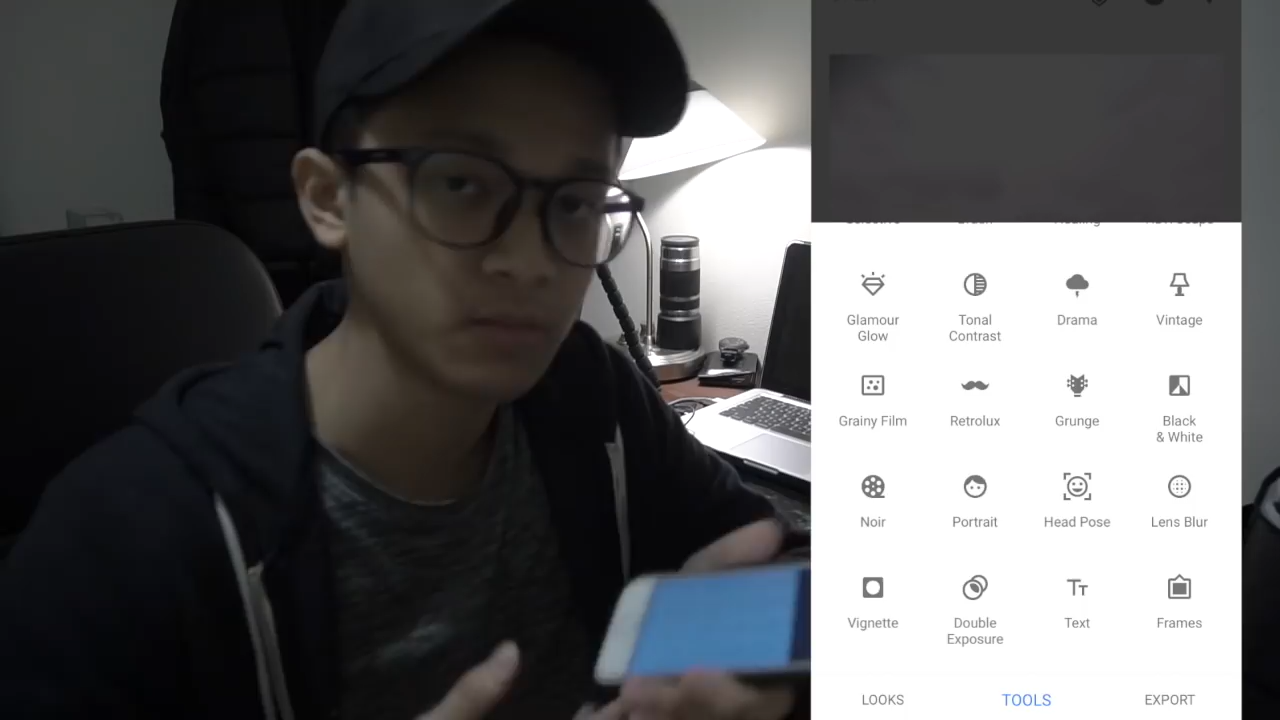 Glamour
Glow
Tonal
Contrast
Drama
Vintage
Grainy Film
Retrolux
Grunge
Black
& White
Noir
Portrait
Head Pose
Lens Blur
Vignette
Double
Exposure
Text
Frames
LOOKS
TOOLS
EXPORT